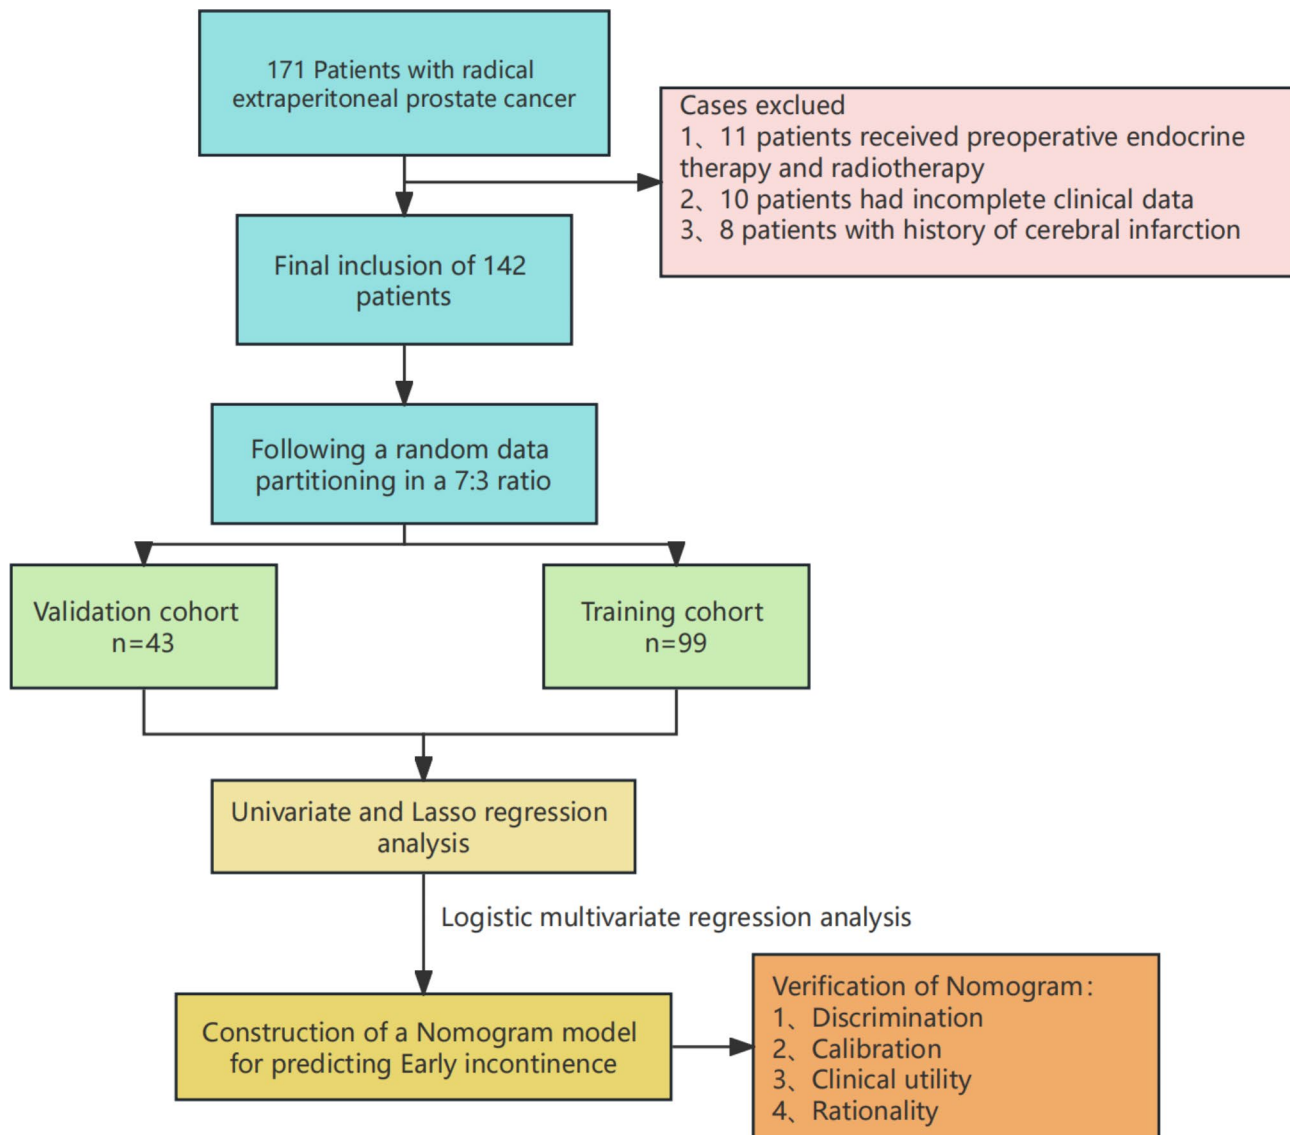 171 Patients with radical
extraperitoneal prostate cancer
Cases exclued
1、11 patients received preoperative endocrine
therapy and radiotherapy
2、10 patients had incomplete clinical data
3、8 patients with history of cerebral infarction
Final inclusion of 142
patients
Following a random data
partitioning in a 7:3 ratio
Validation cohort
n=43
Training cohort
n=99
Univariate and Lasso regression
analysis
Logistic multivariate regression analysis
Construction of a Nomogram model
for predicting Early incontinence
Verification of Nomogram：
1、Discrimination
2、Calibration
3、Clinical utility
4、Rationality